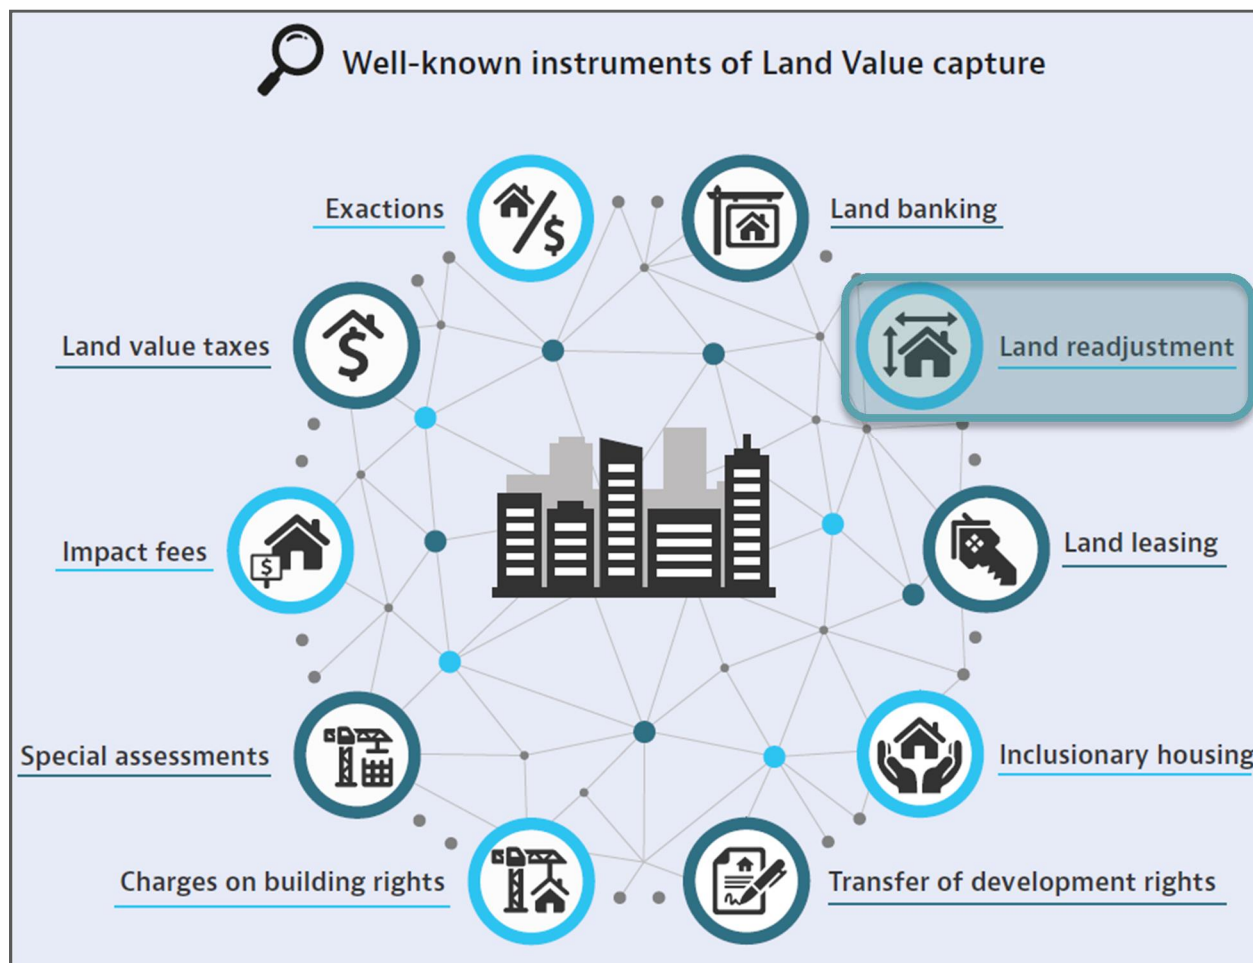 Well-known instruments of Land Value capture
Exactions
Land banking
Land value taxes
Land readjustment
Impact fees
Land leasing
Special assessments
Inclusionary housing
Charges on building rights
Transfer of development rights